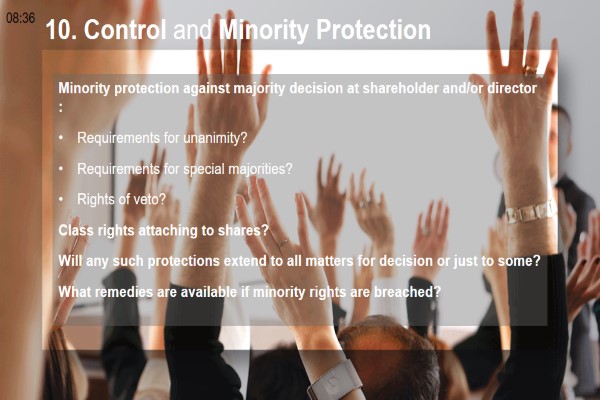 08:36
10. Control and Minority Protection
Minority protection against majority decision at shareholder and/or director
:
• Requirements for unanimity?
• Requirements for special majorities?
• Rights of veto?
Class rights attaching to shares?
Will any such protections extend to all matters for decision or just to some?
What remedies are available if minority rights are breached?